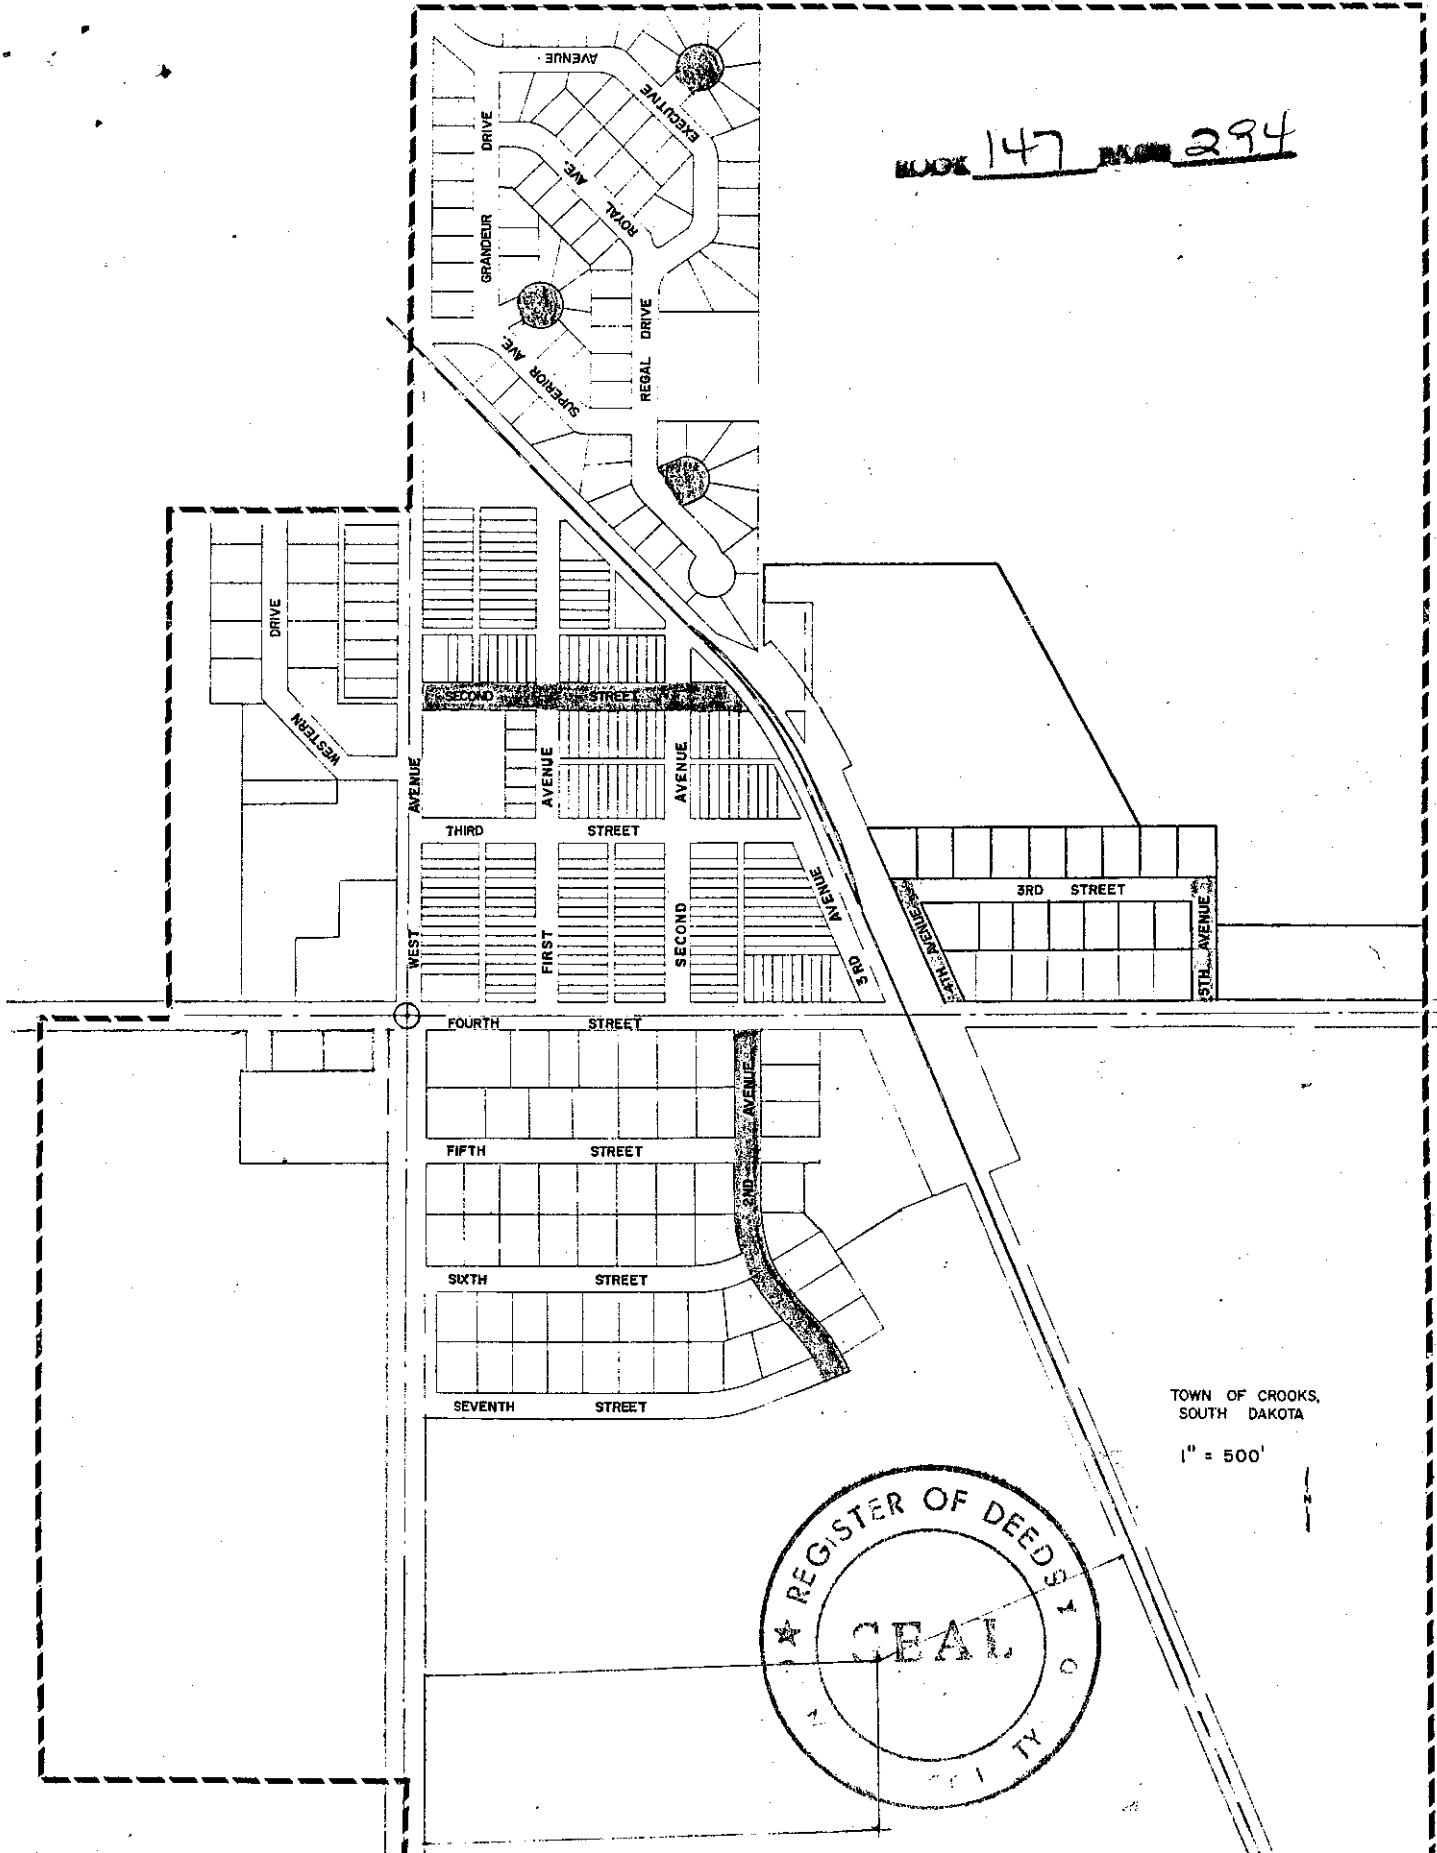 AVENUE
EXECUTIVE
DRIVE
GRANDEUR
AVE.
ROYAL
BOOK 147 PAGE 294
REGAL DRIVE
SUPERIOR AVE.
DRIVE
WESTERN
SECOND STREET
AVENUE
AVENUE
AVENUE
THIRD STREET
WEST
FIRST
SECOND
3RD AVENUE
4TH AVENUE
3RD STREET
5TH AVENUE
FOURTH STREET
2ND AVENUE
FIFTH STREET
SIXTH STREET
SEVENTH STREET
TOWN OF CROOKS,
SOUTH DAKOTA
1" = 500'
N
REGISTER OF DEEDS
SEAL